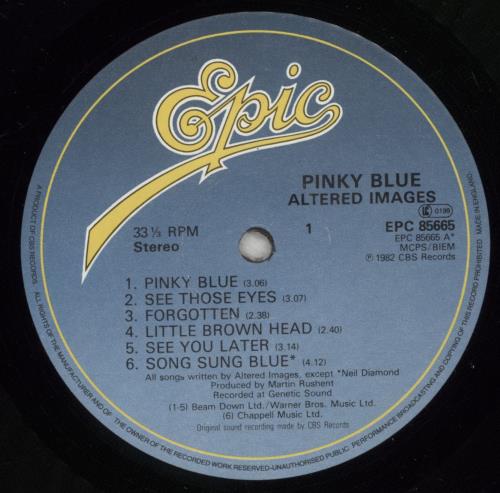 Epic
PINKY BLUE
ALTERED IMAGES
33⅓ RPM
Stereo
1
LC 0199
EPC 85665
EPC 85665 A*
MCPS/BIEM
℗ 1982 CBS Records
1. PINKY BLUE (3.06)
2. SEE THOSE EYES (3.07)
3. FORGOTTEN (2.38)
4. LITTLE BROWN HEAD (2.40)
5. SEE YOU LATER (3.14)
6. SONG SUNG BLUE* (4.12)
All songs written by Altered Images, except *Neil Diamond
Produced by Martin Rushent
Recorded at Genetic Sound
(1-5) Beam Down Ltd./Warner Bros. Music Ltd.
(6) Chappell Music Ltd.
Original sound recording made by CBS Records
A PRODUCT OF CBS RECORDS. ALL RIGHTS OF THE MANUFACTURER AND OF THE OWNER OF THE RECORDED WORK RESERVED-UNAUTHORISED PUBLIC PERFORMANCE BROADCASTING AND COPYING OF THIS RECORD PROHIBITED MADE IN ENGLAND.